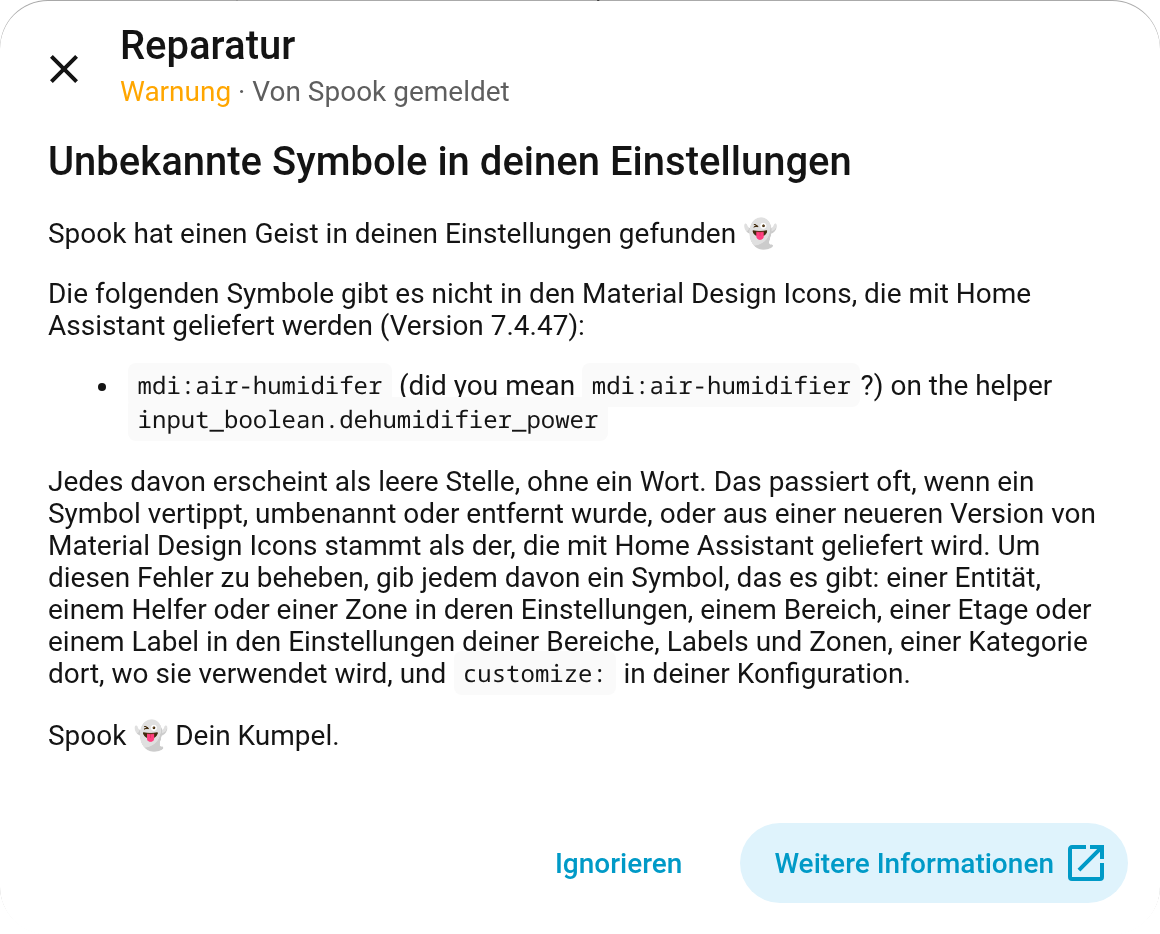 Reparatur
Warnung · Von Spook gemeldet
Unbekannte Symbole in deinen Einstellungen
Spook hat einen Geist in deinen Einstellungen gefunden 👻
Die folgenden Symbole gibt es nicht in den Material Design Icons, die mit Home
Assistant geliefert werden (Version 7.4.47):
• mdi:air-humidifer (did you mean mdi:air-humidifier?) on the helper
input_boolean.dehumidifier_power
Jedes davon erscheint als leere Stelle, ohne ein Wort. Das passiert oft, wenn ein
Symbol vertippt, umbenannt oder entfernt wurde, oder aus einer neueren Version von
Material Design Icons stammt als der, die mit Home Assistant geliefert wird. Um
diesen Fehler zu beheben, gib jedem davon ein Symbol, das es gibt: einer Entität,
einem Helfer oder einer Zone in deren Einstellungen, einem Bereich, einer Etage oder
einem Label in den Einstellungen deiner Bereiche, Labels und Zonen, einer Kategorie
dort, wo sie verwendet wird, und customize: in deiner Konfiguration.
Spook 👻 Dein Kumpel.
Ignorieren
Weitere Informationen